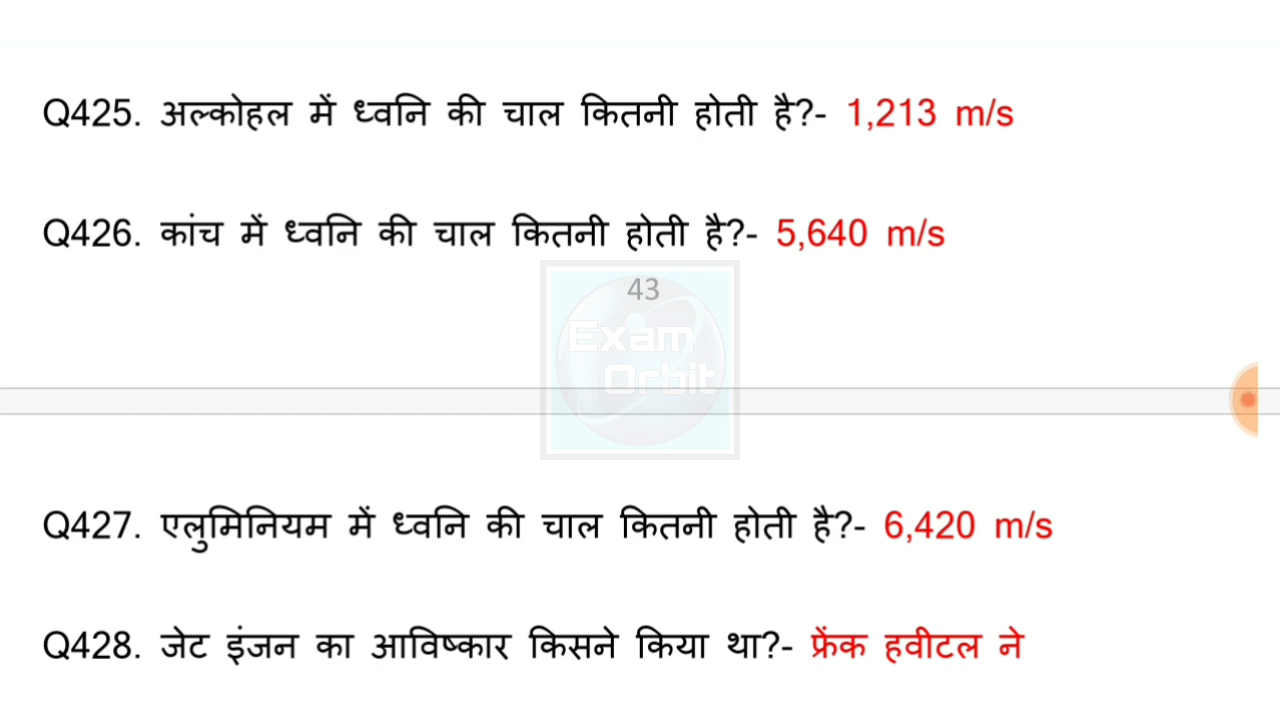 Q425. अल्कोहल में ध्वनि की चाल कितनी होती है?- 1,213 m/s
Q426. कांच में ध्वनि की चाल कितनी होती है?- 5,640 m/s
43
Exam
Orbit
Q427. एलुमिनियम में ध्वनि की चाल कितनी होती है?- 6,420 m/s
Q428. जेट इंजन का आविष्कार किसने किया था?- फ्रेंक हवीटल ने